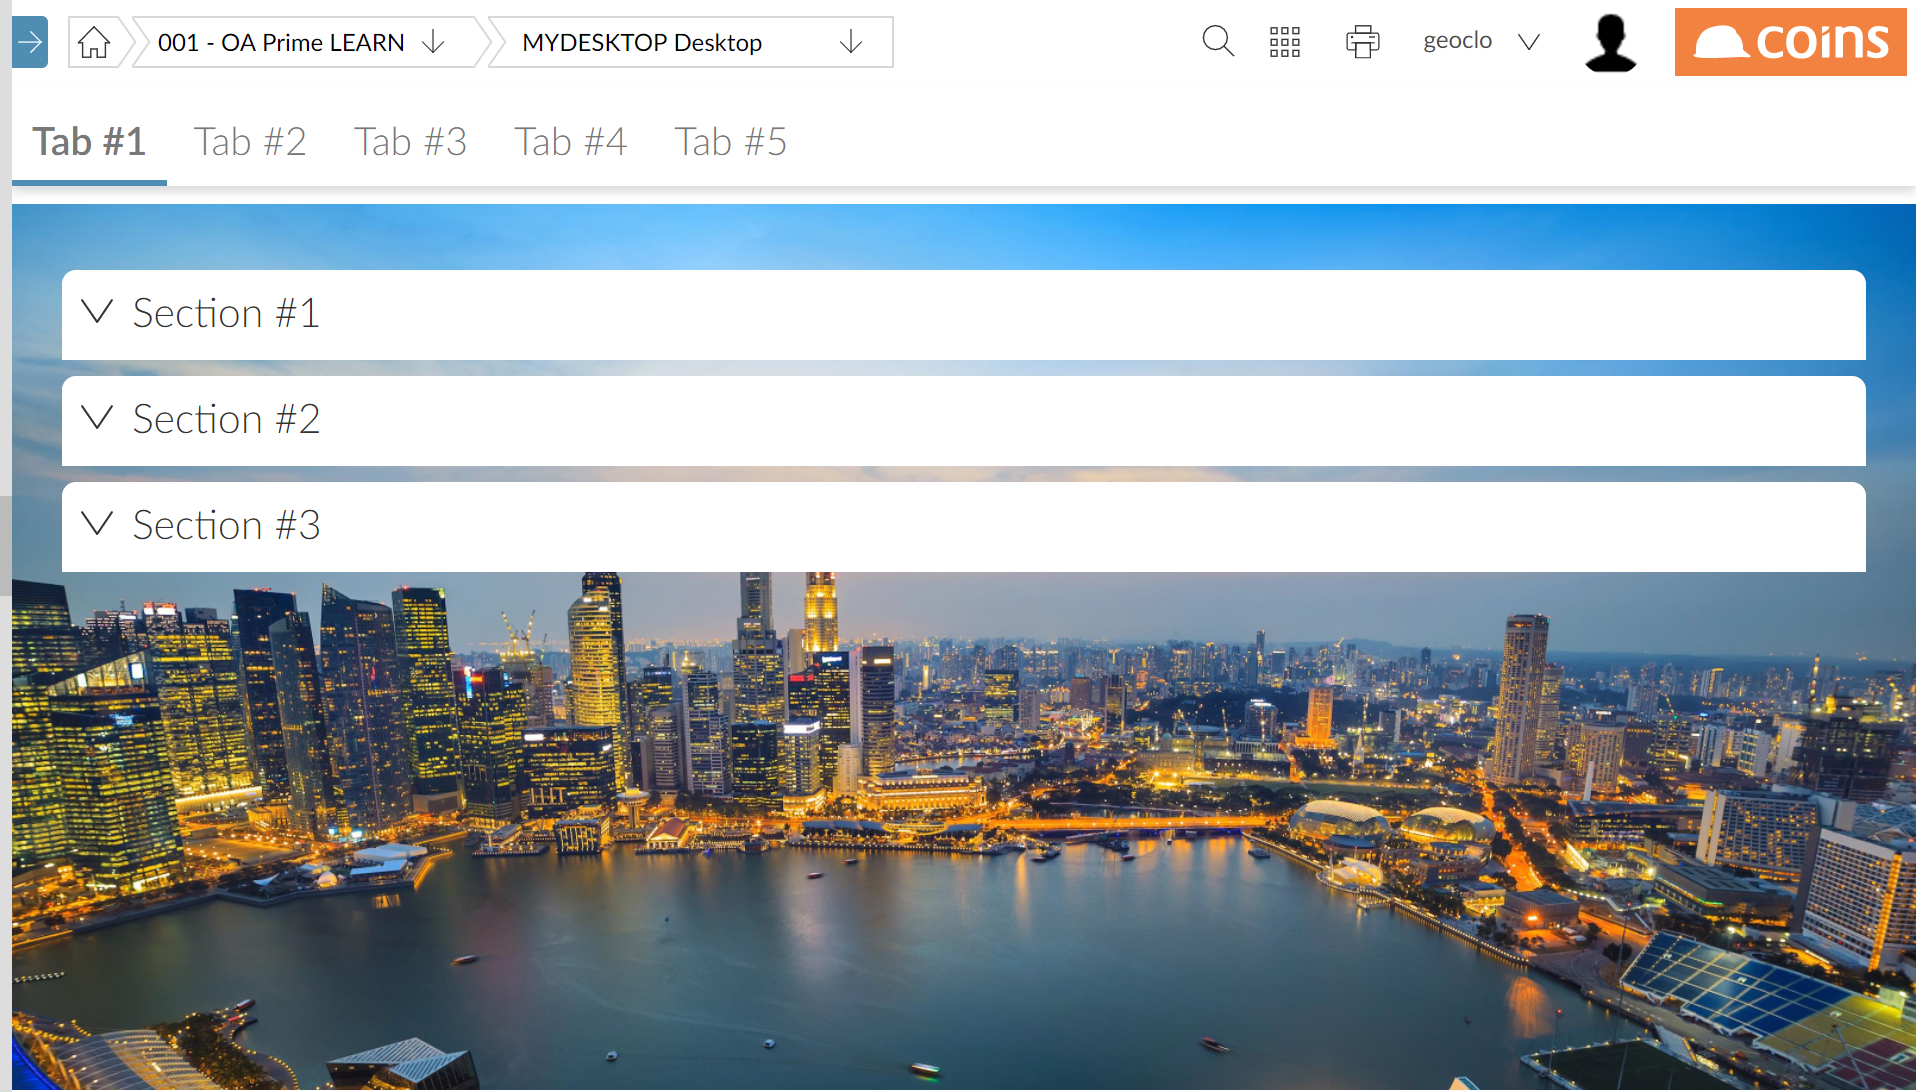 001 - OA Prime LEARN
MYDESKTOP Desktop
geoclo
coins
Tab #1 Tab #2 Tab #3 Tab #4 Tab #5
Section #1
Section #2
Section #3